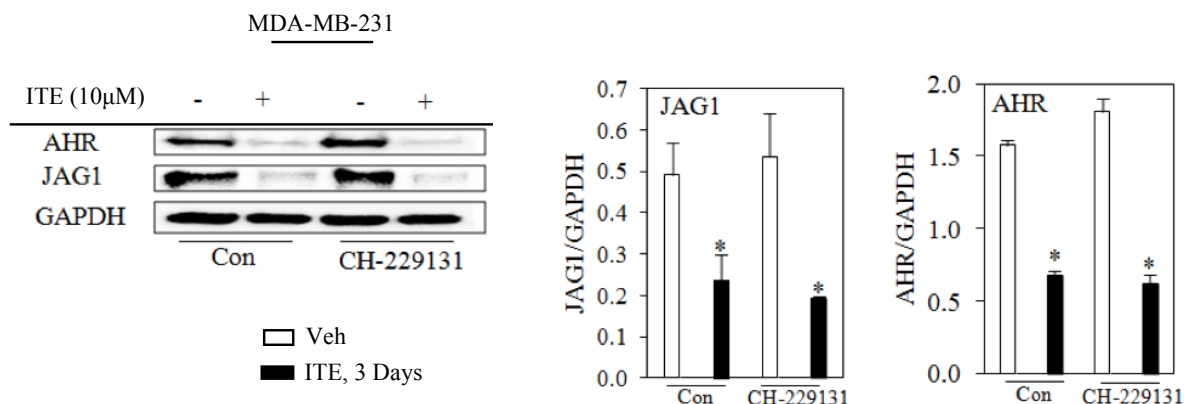 MDA-MB-231
ITE (10μM) - + - +
AHR
JAG1
GAPDH
Con CH-229131
Veh
ITE, 3 Days
JAG1
JAG1/GAPDH
0.7
0.6
0.5
0.4
0.3
0.2
0.1
0.0
* *
Con CH-229131
AHR
AHR/GAPDH
2.0
1.5
1.0
0.5
0.0
* *
Con CH-229131